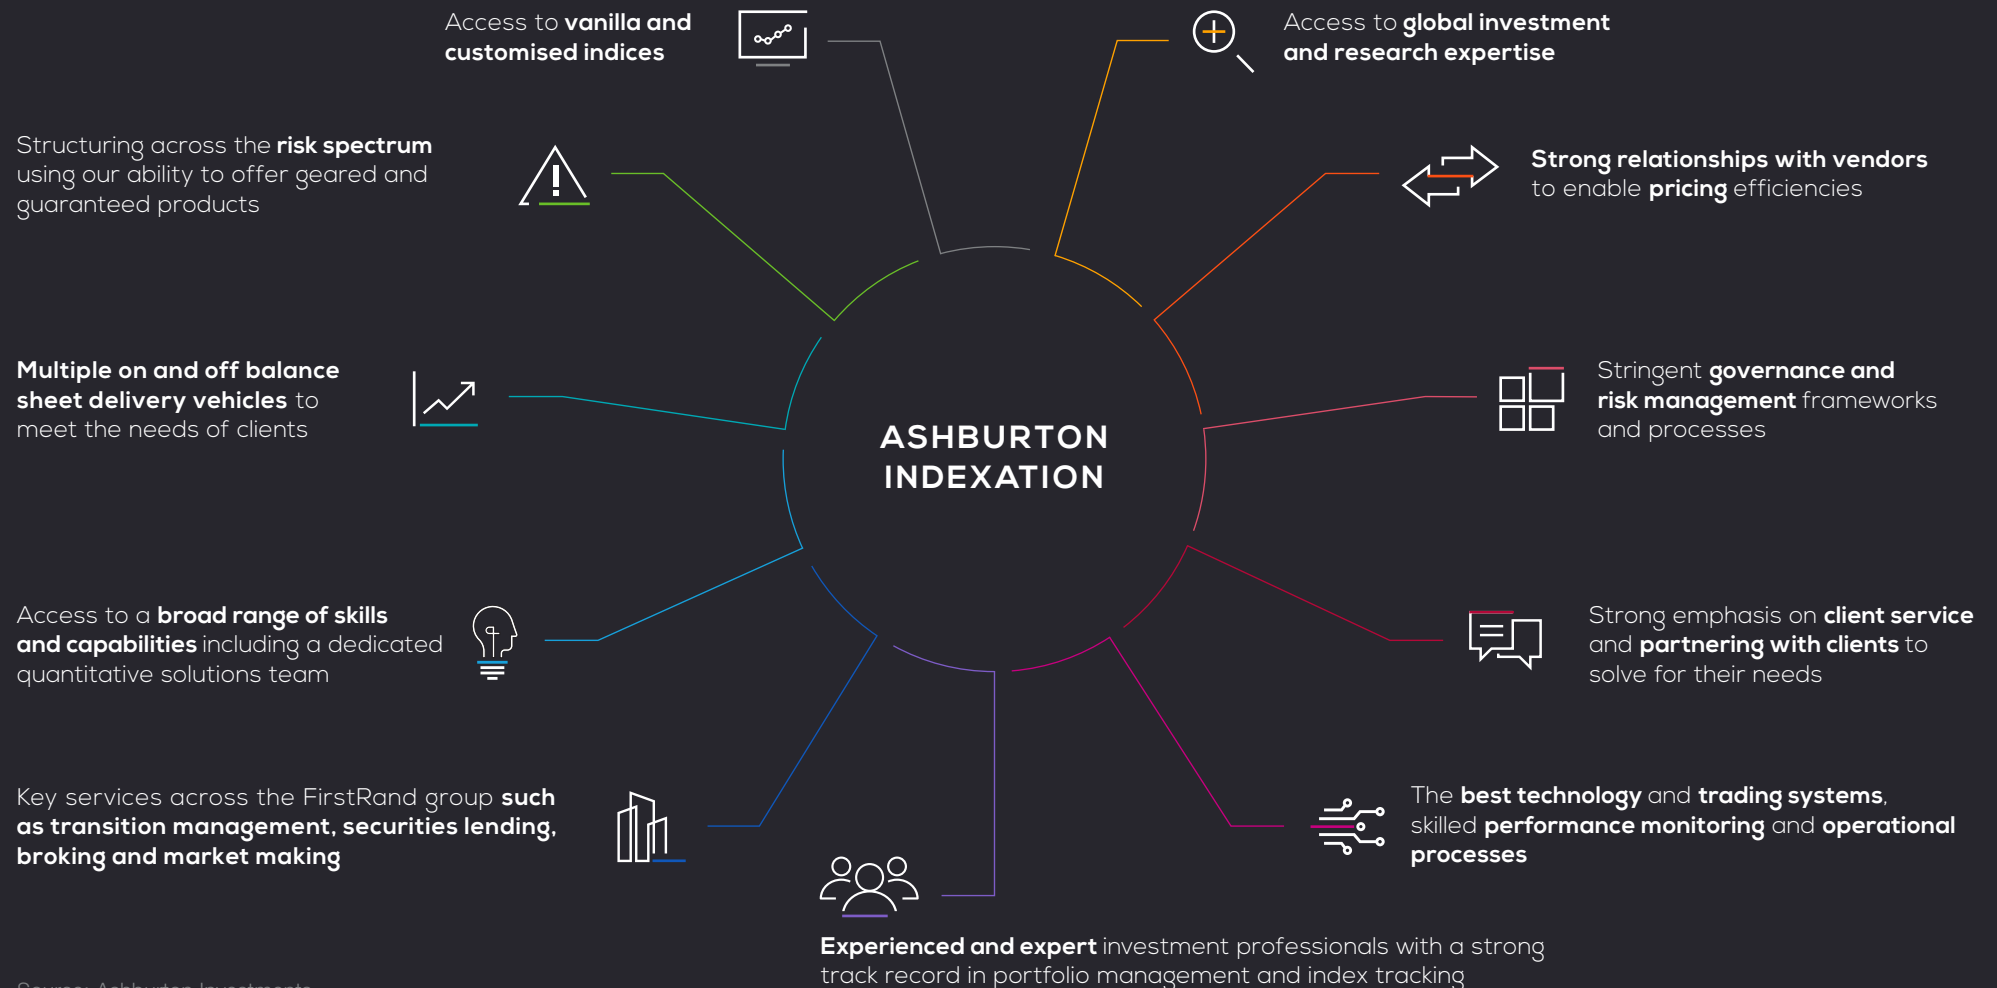 Access to vanilla and
customised indices
Access to global investment
and research expertise
Structuring across the risk spectrum
using our ability to offer geared and
guaranteed products
Strong relationships with vendors
to enable pricing efficiencies
Multiple on and off balance
sheet delivery vehicles to
meet the needs of clients
Stringent governance and
risk management frameworks
and processes
ASHBURTON
INDEXATION
Access to a broad range of skills
and capabilities including a dedicated
quantitative solutions team
Strong emphasis on client service
and partnering with clients to
solve for their needs
Key services across the FirstRand group such
as transition management, securities lending,
broking and market making
The best technology and trading systems,
skilled performance monitoring and operational
processes
Experienced and expert investment professionals with a strong
track record in portfolio management and index tracking
Source: Ashburton Investments